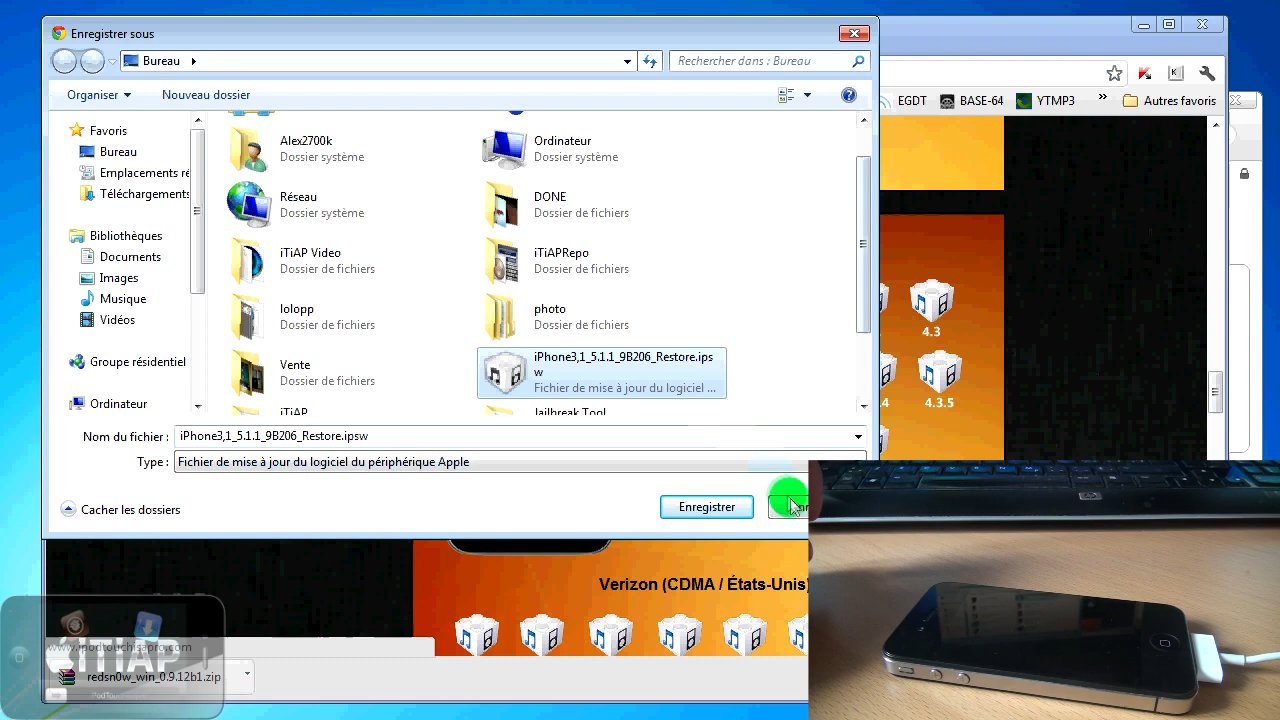 Enregistrer sous
Bureau
Rechercher dans : Bureau
Organiser
Nouveau dossier
EGDT
BASE-64
YTMP3
»
Autres favoris
Favoris
Bureau
Emplacements ré
Téléchargements
Bibliothèques
Documents
Images
Musique
Vidéos
Groupe résidentiel
Ordinateur
Alex2700k
Dossier système
Ordinateur
Dossier système
Réseau
Dossier système
DONE
Dossier de fichiers
iTiAP Video
Dossier de fichiers
iTiAPRepo
Dossier de fichiers
lolopp
Dossier de fichiers
photo
Dossier de fichiers
Vente
Dossier de fichiers
iPhone3,1_5.1.1_9B206_Restore.ips
w
Fichier de mise à jour du logiciel ...
iTiAP
Jailbreak Tool
4.3
4.3.5
Nom du fichier :
iPhone3,1_5.1.1_9B206_Restore.ipsw
Type :
Fichier de mise à jour du logiciel du périphérique Apple
Cacher les dossiers
Enregistrer
Verizon (CDMA / États-Unis)
www.ipodtouchisapro.com
iTiAP
redsn0w_win_0.9.12b1.zip